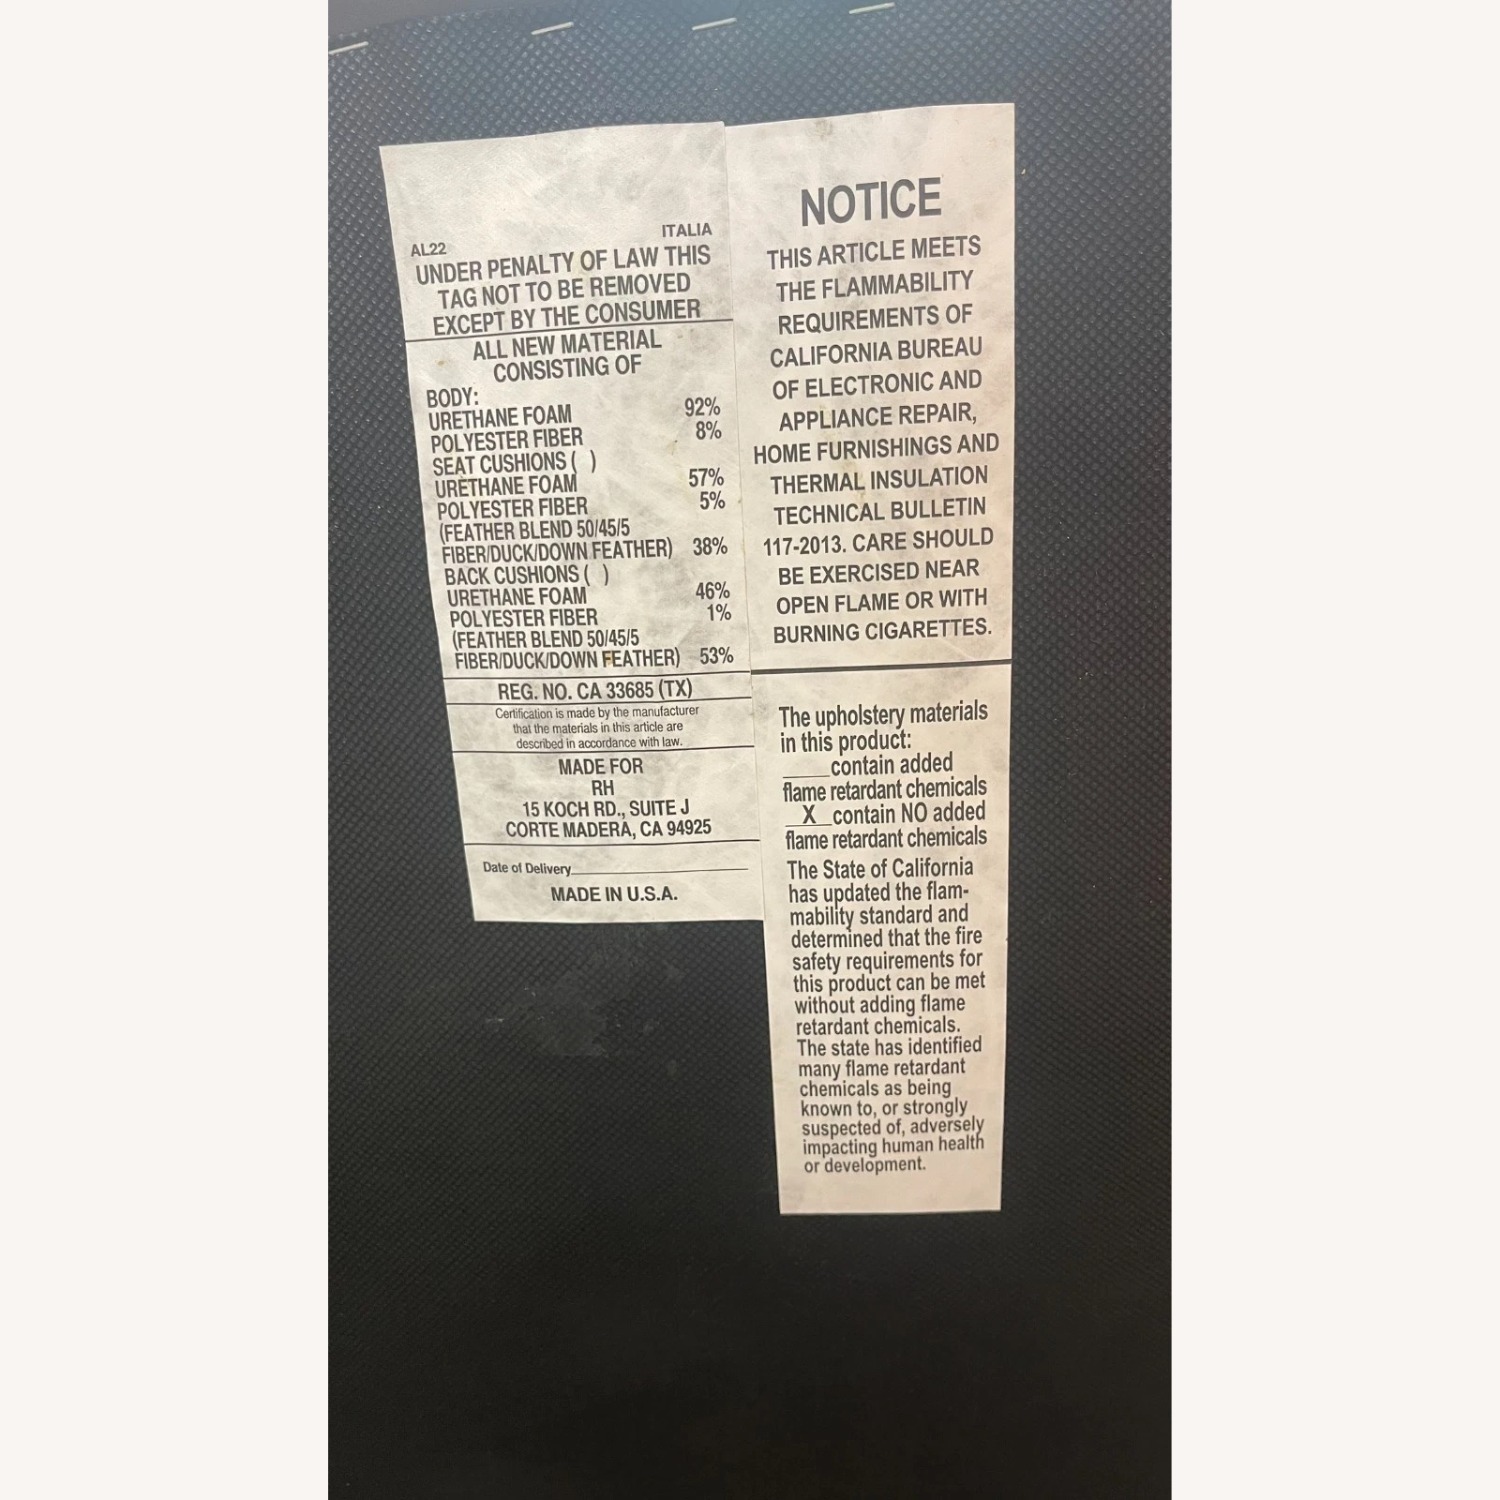 AL22 ITALIA
UNDER PENALTY OF LAW THIS
TAG NOT TO BE REMOVED
EXCEPT BY THE CONSUMER
ALL NEW MATERIAL
CONSISTING OF
BODY:
URETHANE FOAM 92%
POLYESTER FIBER 8%
SEAT CUSHIONS ( )
URETHANE FOAM 57%
POLYESTER FIBER 5%
(FEATHER BLEND 50/45/5
FIBER/DUCK/DOWN FEATHER) 38%
BACK CUSHIONS ( )
URETHANE FOAM 46%
POLYESTER FIBER 1%
(FEATHER BLEND 50/45/5
FIBER/DUCK/DOWN FEATHER) 53%
REG. NO. CA 33685 (TX)
Certification is made by the manufacturer
that the materials in this article are
described in accordance with law.
MADE FOR
RH
15 KOCH RD., SUITE J
CORTE MADERA, CA 94925
Date of Delivery
MADE IN U.S.A.
NOTICE
THIS ARTICLE MEETS
THE FLAMMABILITY
REQUIREMENTS OF
CALIFORNIA BUREAU
OF ELECTRONIC AND
APPLIANCE REPAIR,
HOME FURNISHINGS AND
THERMAL INSULATION
TECHNICAL BULLETIN
117-2013. CARE SHOULD
BE EXERCISED NEAR
OPEN FLAME OR WITH
BURNING CIGARETTES.
The upholstery materials
in this product:
____contain added
flame retardant chemicals
_X_contain NO added
flame retardant chemicals
The State of California
has updated the flam-
mability standard and
determined that the fire
safety requirements for
this product can be met
without adding flame
retardant chemicals.
The state has identified
many flame retardant
chemicals as being
known to, or strongly
suspected of, adversely
impacting human health
or development.